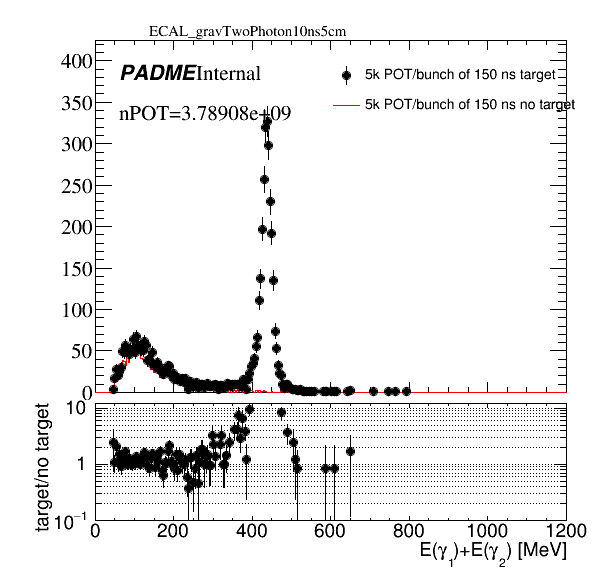 ECAL_gravTwoPhoton10ns5cm
400
350
300
250
200
150
100
50
0
PADME Internal
nPOT=3.78908e+09
5k POT/bunch of 150 ns target
5k POT/bunch of 150 ns no target
target/no target
10
1
10⁻¹
0 200 400 600 800 1000 1200
E(γ₁)+E(γ₂) [MeV]